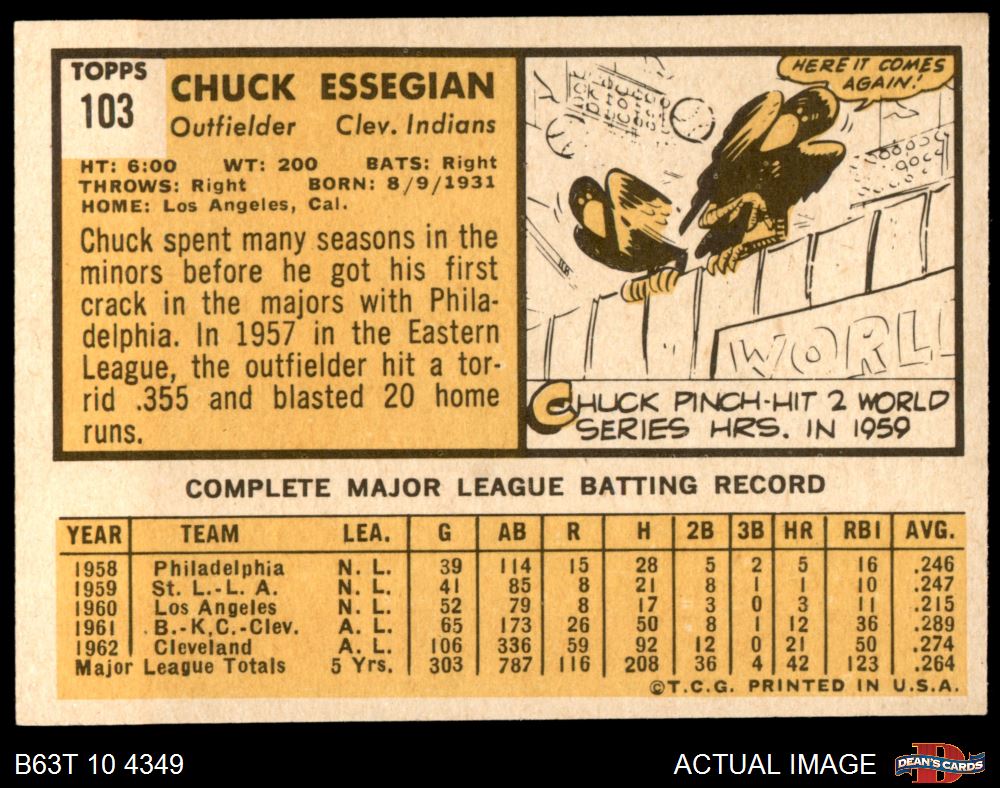 TOPPS
103
CHUCK ESSEGIAN
Outfielder Clev. Indians
HT: 6:00 WT: 200 BATS: Right
THROWS: Right BORN: 8/9/1931
HOME: Los Angeles, Cal.
Chuck spent many seasons in the
minors before he got his first
crack in the majors with Phila-
delphia. In 1957 in the Eastern
League, the outfielder hit a tor-
rid .355 and blasted 20 home
runs.
HERE IT COMES
AGAIN!
WORL
CHUCK PINCH-HIT 2 WORLD
SERIES HRS. IN 1959
COMPLETE MAJOR LEAGUE BATTING RECORD
YEAR TEAM LEA. G AB R H 2B 3B HR RBI AVG.
1958 Philadelphia N. L. 39 114 15 28 5 2 5 16 .246
1959 St. L.-L. A. N. L. 41 85 8 21 8 1 1 10 .247
1960 Los Angeles N. L. 52 79 8 17 3 0 3 11 .215
1961 B.-K.C.-Clev. A. L. 65 173 26 50 8 1 12 36 .289
1962 Cleveland A. L. 106 336 59 92 12 0 21 50 .274
Major League Totals 5 Yrs. 303 787 116 208 36 4 42 123 .264
©T.C.G. PRINTED IN U.S.A.
B63T 10 4349
ACTUAL IMAGE
DEAN'S CARDS